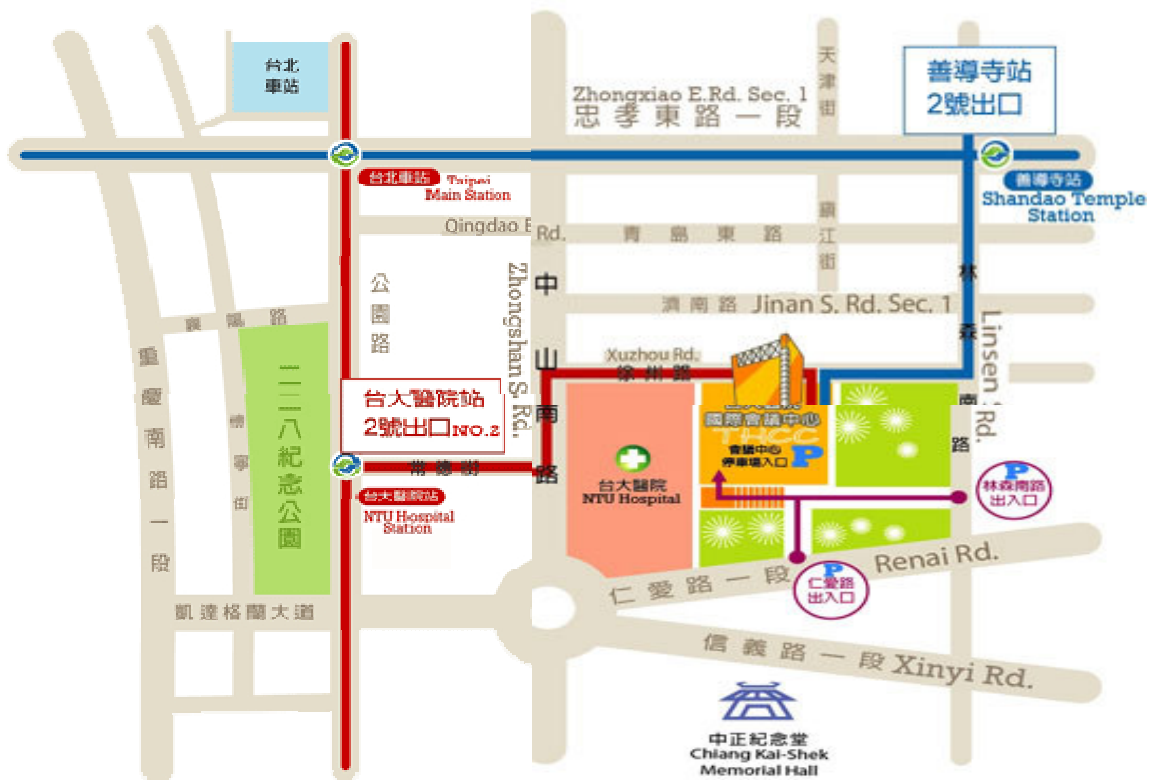 台北
車站
天津街
善導寺站
2號出口
Zhongxiao E.Rd. Sec. 1
忠孝東路一段
台北車站 Taipei
Main Station
善導寺站
Shandao Temple
Station
Qingdao E Rd.
青島東路
鎮江街
公園路
Zhongshan S. Rd.
中山南路
林森南路
Linsen S
Rd.
濟南路 Jinan S. Rd. Sec. 1
襄陽路
重慶南路一段
Xuzhou Rd.
徐州路
二二八紀念公園
台大醫院站
2號出口NO.2
國際會議中心
THCC
會議中心
停車場入口 P
常德街
台大醫院
NTU Hospital
台大醫院站
NTU Hospital
Station
P
林森南路
出入口
仁愛路一段 Renai Rd.
P
仁愛路
出入口
凱達格蘭大道
信義路一段 Xinyi Rd.
中正紀念堂
Chiang Kai-Shek
Memorial Hall